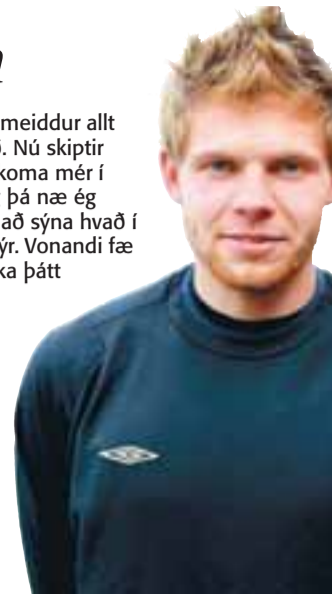 meiddur allt
Nú skiptir
koma mér í
þá næ ég
að sýna hvað í
ýr. Vonandi fæ
ka þátt